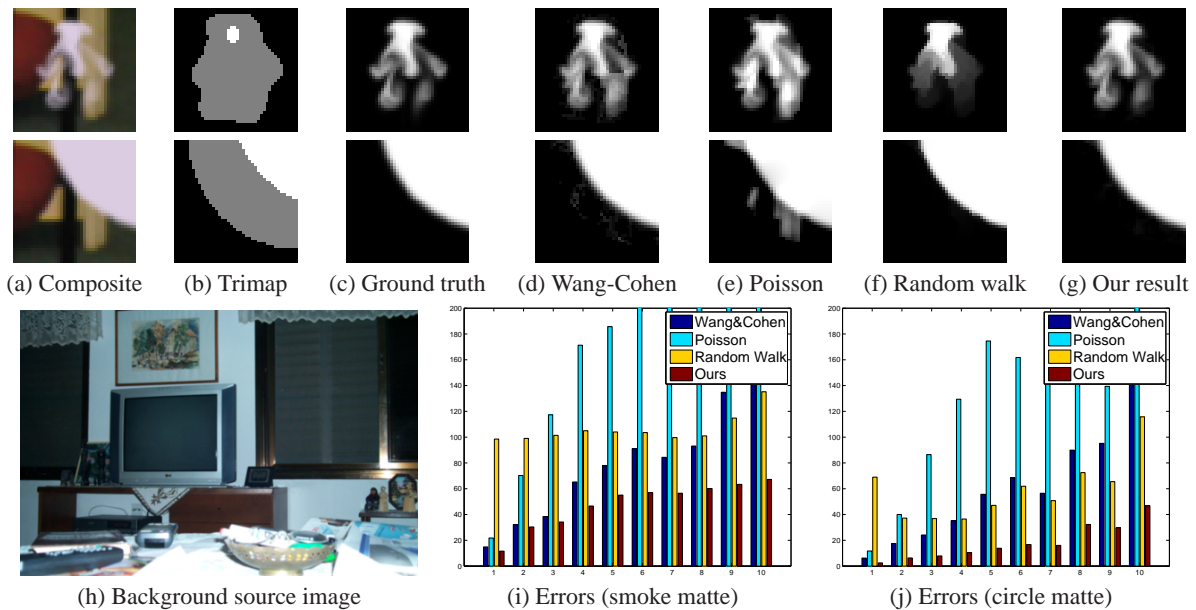 (a) Composite
(b) Trimap
(c) Ground truth
(d) Wang-Cohen
(e) Poisson
(f) Random walk
(g) Our result
200
180
160
140
120
100
80
60
40
20
0
Wang&Cohen
Poisson
Random Walk
Ours
1 2 3 4 5 6 7 8 9 10
200
180
160
140
120
100
80
60
40
20
0
Wang&Cohen
Poisson
Random Walk
Ours
1 2 3 4 5 6 7 8 9 10
(h) Background source image
(i) Errors (smoke matte)
(j) Errors (circle matte)